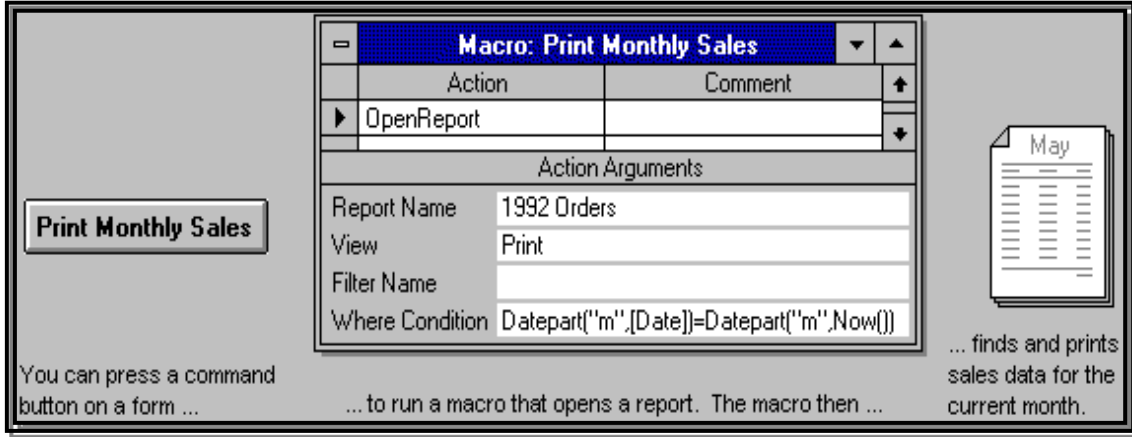 Macro: Print Monthly Sales
Action Comment
OpenReport
Action Arguments
Report Name 1992 Orders
View Print
Filter Name
Where Condition Datepart("m",[Date])=Datepart("m",Now())
Print Monthly Sales
May
You can press a command
button on a form ...
... to run a macro that opens a report. The macro then ...
... finds and prints
sales data for the
current month.